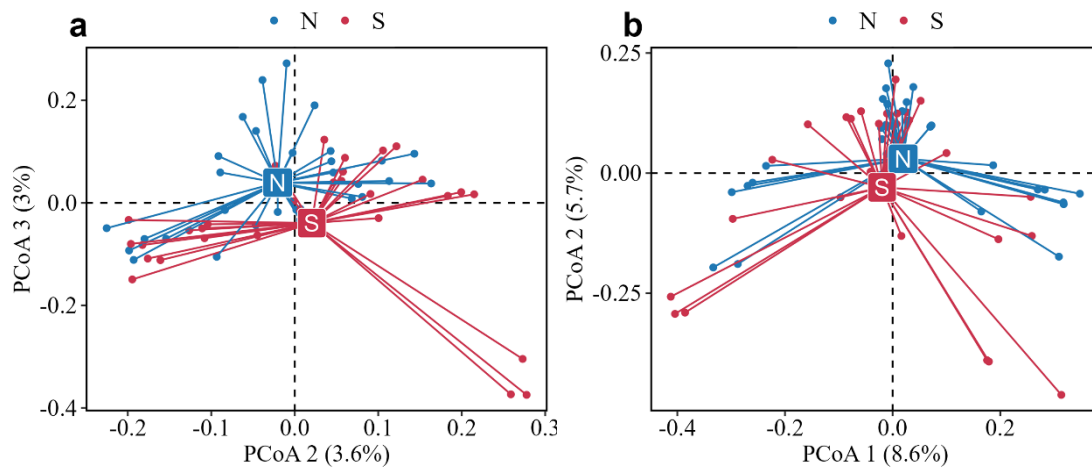 a
N S
0.2
0.0
-0.2
-0.4
PCoA 3 (3%)
N
S
-0.2 -0.1 0.0 0.1 0.2 0.3
PCoA 2 (3.6%)
b
N S
0.25
0.00
-0.25
PCoA 2 (5.7%)
N
S
-0.4 -0.2 0.0 0.2
PCoA 1 (8.6%)